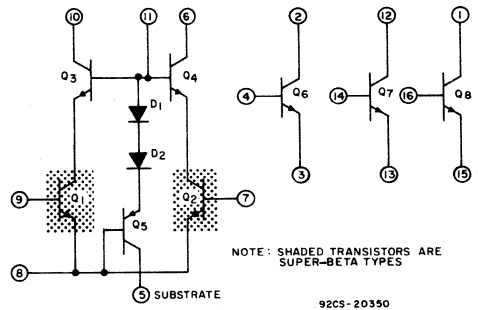 10 11 6 2 12 1
Q3 Q4
D1
4 Q6 14 Q7 16 Q8
D2
3 13 15
9 Q1 Q2 7
Q5
8
NOTE: SHADED TRANSISTORS ARE
SUPER-BETA TYPES
5 SUBSTRATE
92CS-20350